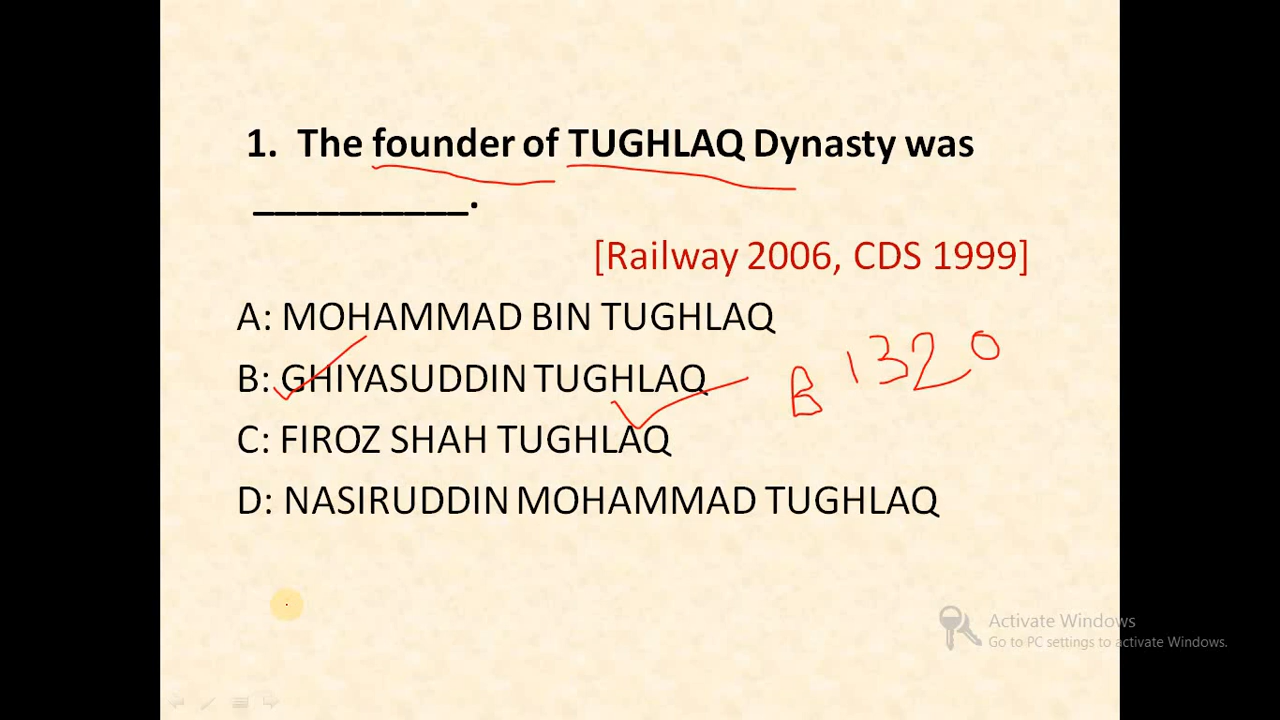 1. The founder of TUGHLAQ Dynasty was
__________.
[Railway 2006, CDS 1999]
A: MOHAMMAD BIN TUGHLAQ
B: GHIYASUDDIN TUGHLAQ
B 1320
C: FIROZ SHAH TUGHLAQ
D: NASIRUDDIN MOHAMMAD TUGHLAQ
Activate Windows
Go to PC settings to activate Windows.